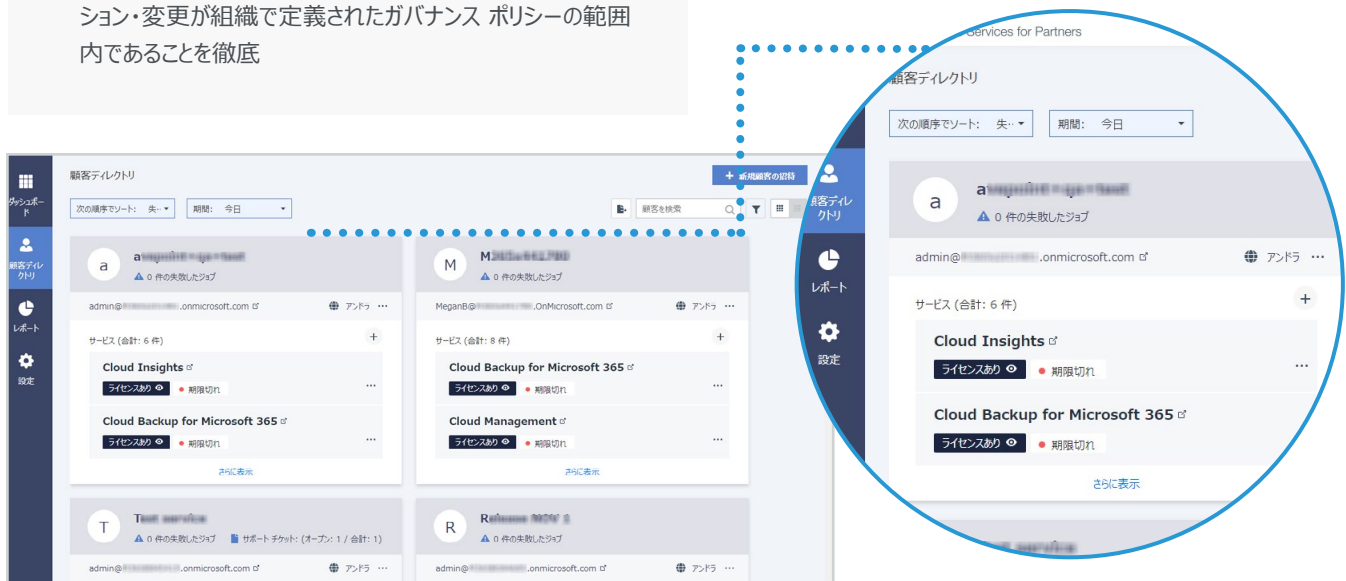 ション・変更が組織で定義されたガバナンス ポリシーの範囲
内であることを徹底
顧客ディレクトリ
+ 新規顧客の招待
次の順序でソート: 失··
期間: 今日
顧客を検索
ダッシュボー
ド
顧客ディレ
クトリ
レポート
設定
a
a
0 件の失敗したジョブ
admin@ .onmicrosoft.com
アンドラ ···
サービス (合計: 6 件)
+
Cloud Insights
ライセンスあり
期限切れ
···
Cloud Backup for Microsoft 365
ライセンスあり
期限切れ
···
さらに表示
M
M
0 件の失敗したジョブ
MeganB@ .OnMicrosoft.com
アンドラ ···
サービス (合計: 8 件)
+
Cloud Backup for Microsoft 365
ライセンスあり
期限切れ
···
Cloud Management
ライセンスあり
期限切れ
···
さらに表示
T
0 件の失敗したジョブ
サポート チケット: (オープン: 1 / 合計: 1)
admin@ .onmicrosoft.com
アンドラ ···
R
0 件の失敗したジョブ
admin@ .onmicrosoft.com
アンドラ ···
Services for Partners
顧客ディレクトリ
次の順序でソート: 失··
期間: 今日
顧客ディレ
クトリ
レポート
設定
a
a
0 件の失敗したジョブ
admin@ .onmicrosoft.com
アンドラ ···
サービス (合計: 6 件)
+
Cloud Insights
ライセンスあり
期限切れ
···
Cloud Backup for Microsoft 365
ライセンスあり
期限切れ
さらに表示